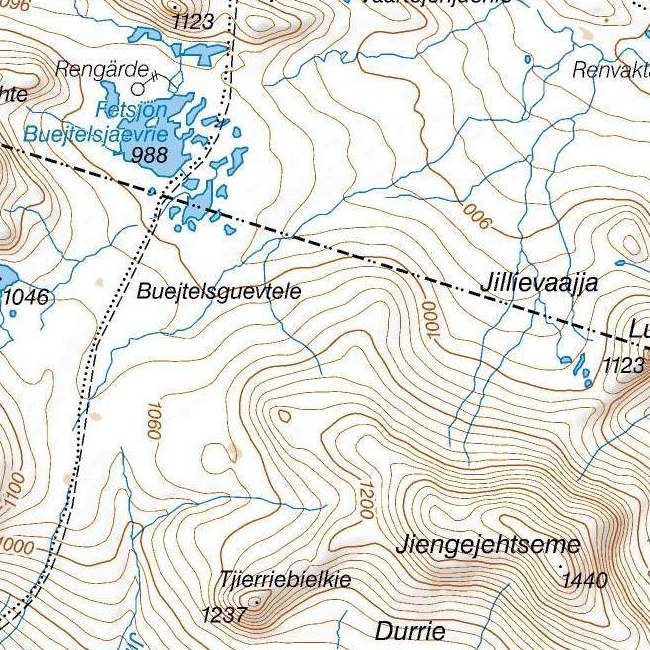 1123
Rengärde
Fetsjön
Buejtelsjaevrie
988
900
Jillievaajja
Buejtelsguevtele
1046
1000
1123
1060
1100
1200
1000
Jiengejehtseme
1440
Tjierriebielkie
1237
Durrie